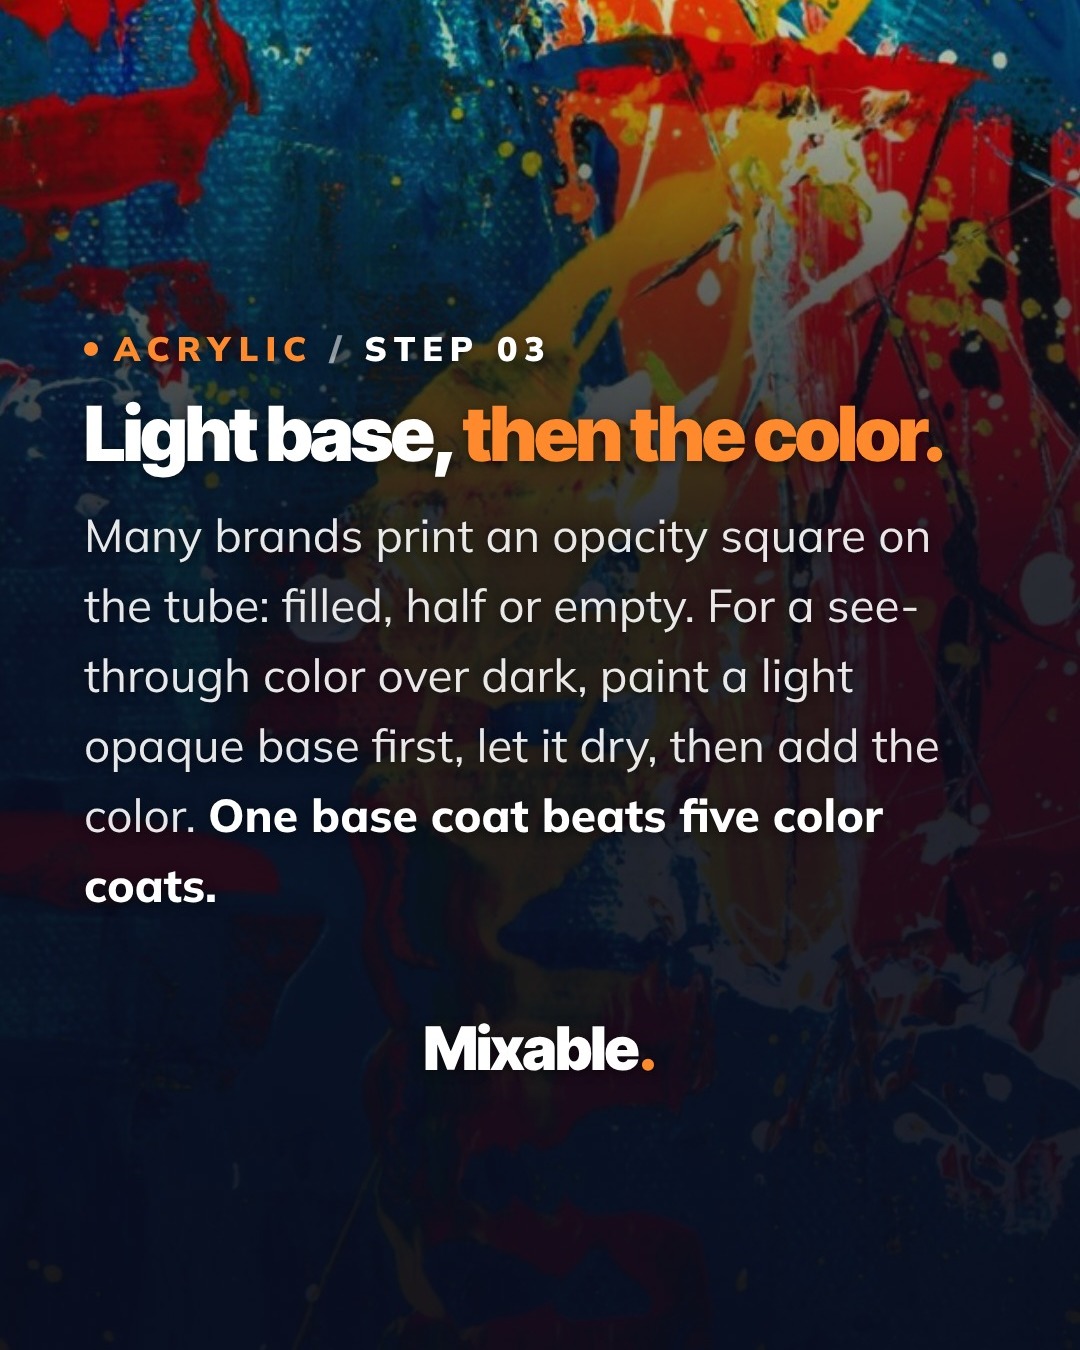 • ACRYLIC / STEP 03
Light base, then the color.
Many brands print an opacity square on
the tube: filled, half or empty. For a see-
through color over dark, paint a light
opaque base first, let it dry, then add the
color. One base coat beats five color
coats.
Mixable.